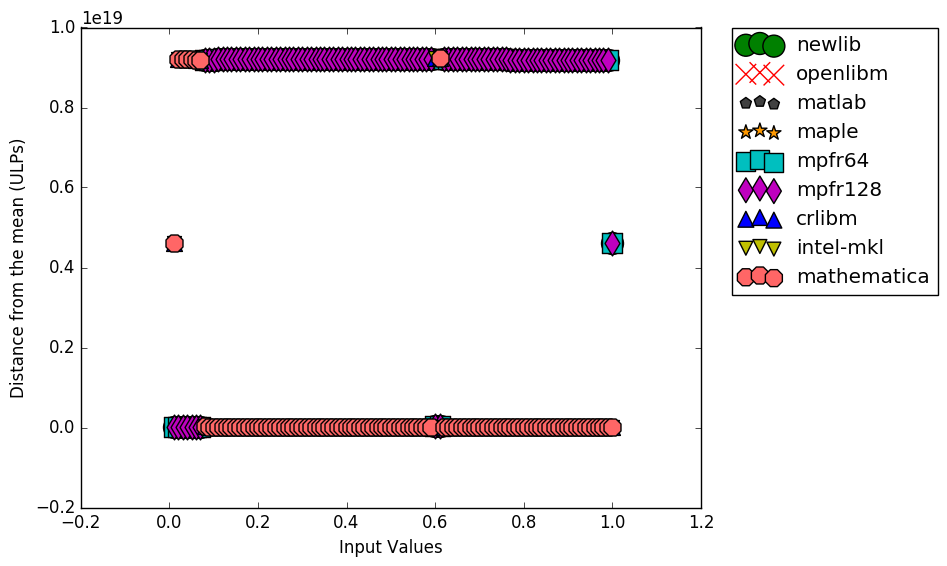 1e19
1.0
0.8
0.6
0.4
0.2
0.0
−0.2
−0.2 0.0 0.2 0.4 0.6 0.8 1.0 1.2
Input Values
Distance from the mean (ULPs)
newlib
openlibm
matlab
maple
mpfr64
mpfr128
crlibm
intel-mkl
mathematica